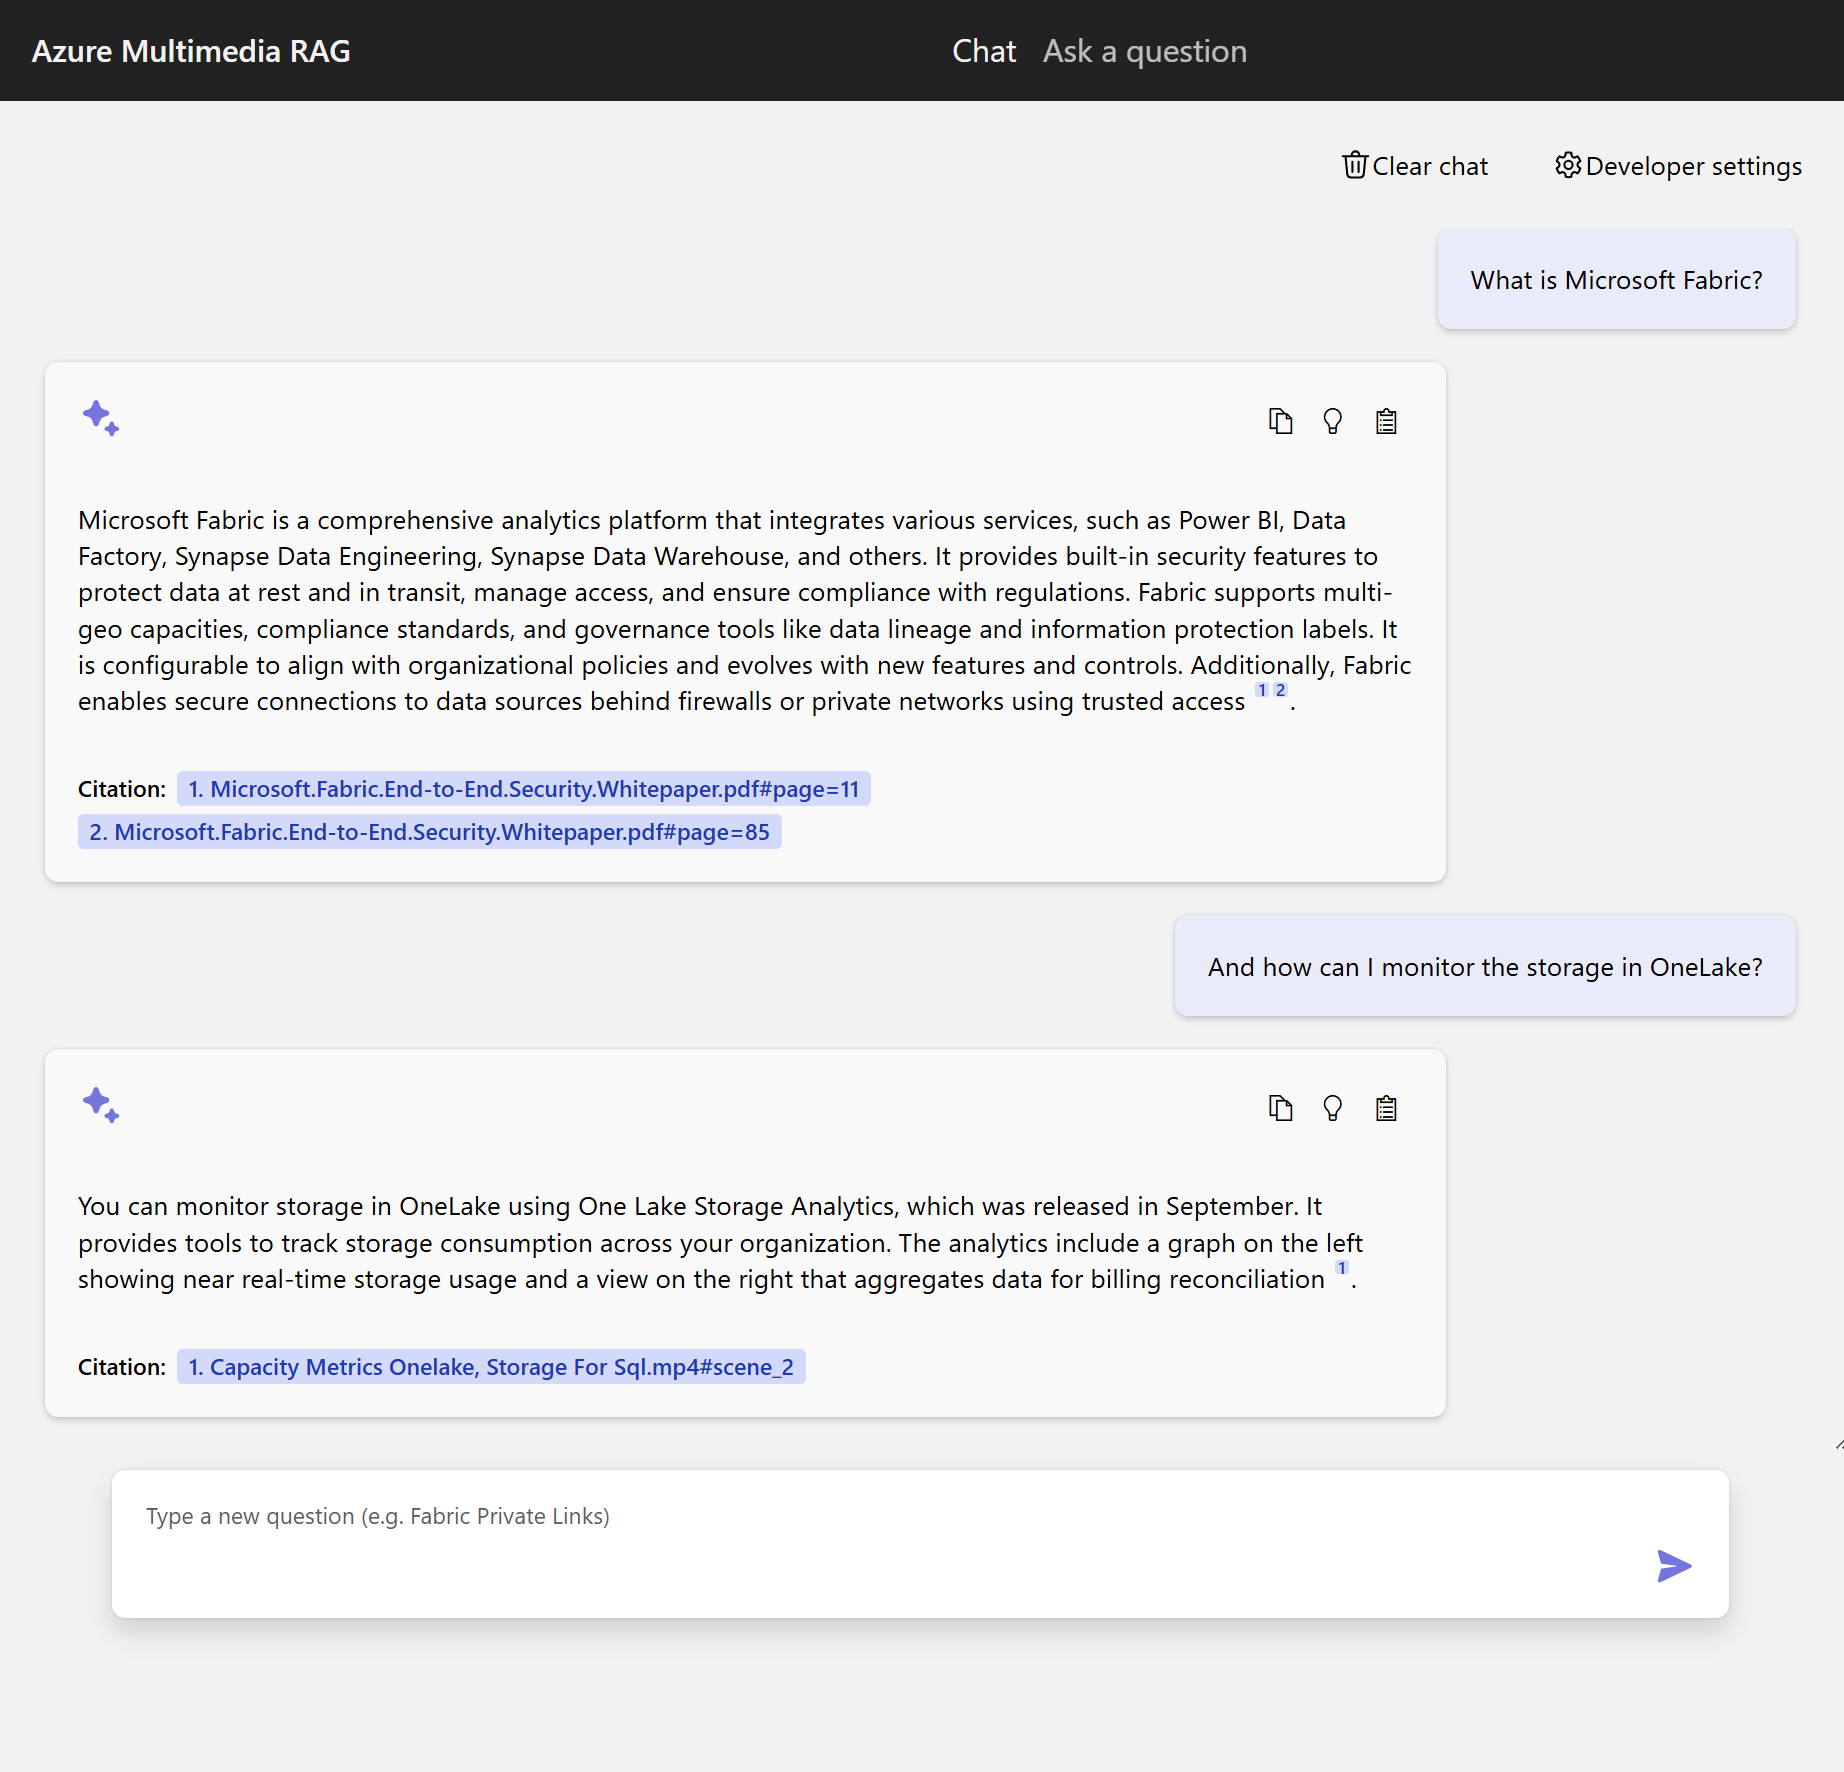 Azure Multimedia RAG
Chat Ask a question
Clear chat Developer settings
What is Microsoft Fabric?
Microsoft Fabric is a comprehensive analytics platform that integrates various services, such as Power BI, Data
Factory, Synapse Data Engineering, Synapse Data Warehouse, and others. It provides built-in security features to
protect data at rest and in transit, manage access, and ensure compliance with regulations. Fabric supports multi-
geo capacities, compliance standards, and governance tools like data lineage and information protection labels. It
is configurable to align with organizational policies and evolves with new features and controls. Additionally, Fabric
enables secure connections to data sources behind firewalls or private networks using trusted access 1 2.
Citation: 1. Microsoft.Fabric.End-to-End.Security.Whitepaper.pdf#page=11
2. Microsoft.Fabric.End-to-End.Security.Whitepaper.pdf#page=85
And how can I monitor the storage in OneLake?
You can monitor storage in OneLake using One Lake Storage Analytics, which was released in September. It
provides tools to track storage consumption across your organization. The analytics include a graph on the left
showing near real-time storage usage and a view on the right that aggregates data for billing reconciliation 1.
Citation: 1. Capacity Metrics Onelake, Storage For Sql.mp4#scene_2
Type a new question (e.g. Fabric Private Links)